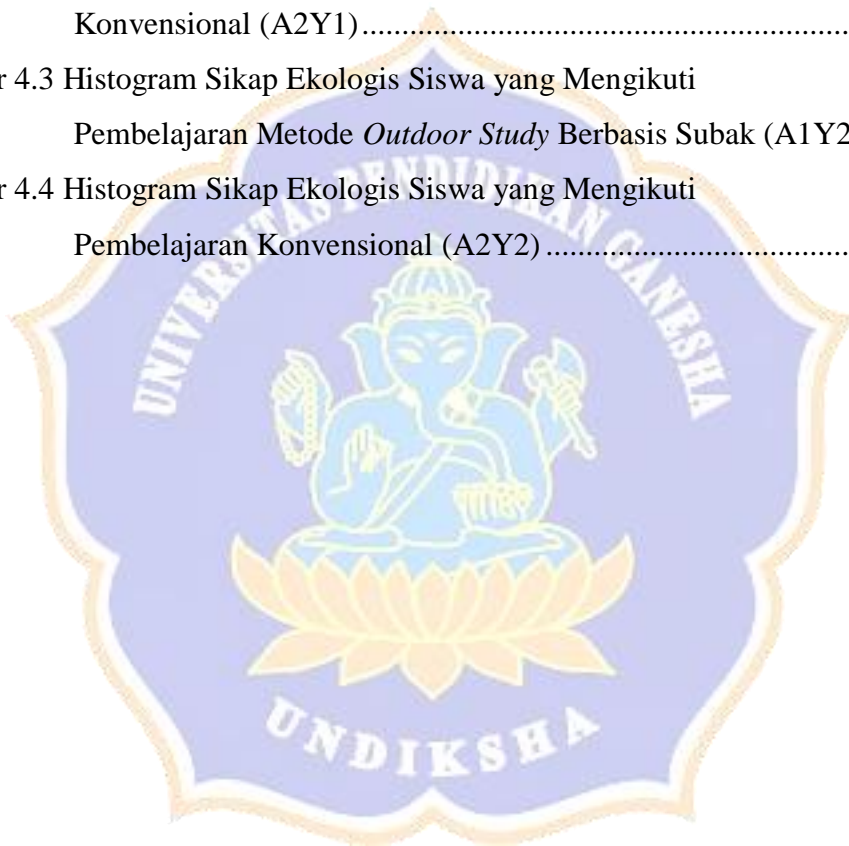 Konvensional (A2Y1)..............................................................
r 4.3 Histogram Sikap Ekologis Siswa yang Mengikuti
Pembelajaran Metode Outdoor Study Berbasis Subak (A1Y2
r 4.4 Histogram Sikap Ekologis Siswa yang Mengikuti
Pembelajaran Konvensional (A2Y2)......................................
UNIVERSITAS PENDIDIKAN GANESHA
UNDIKSHA